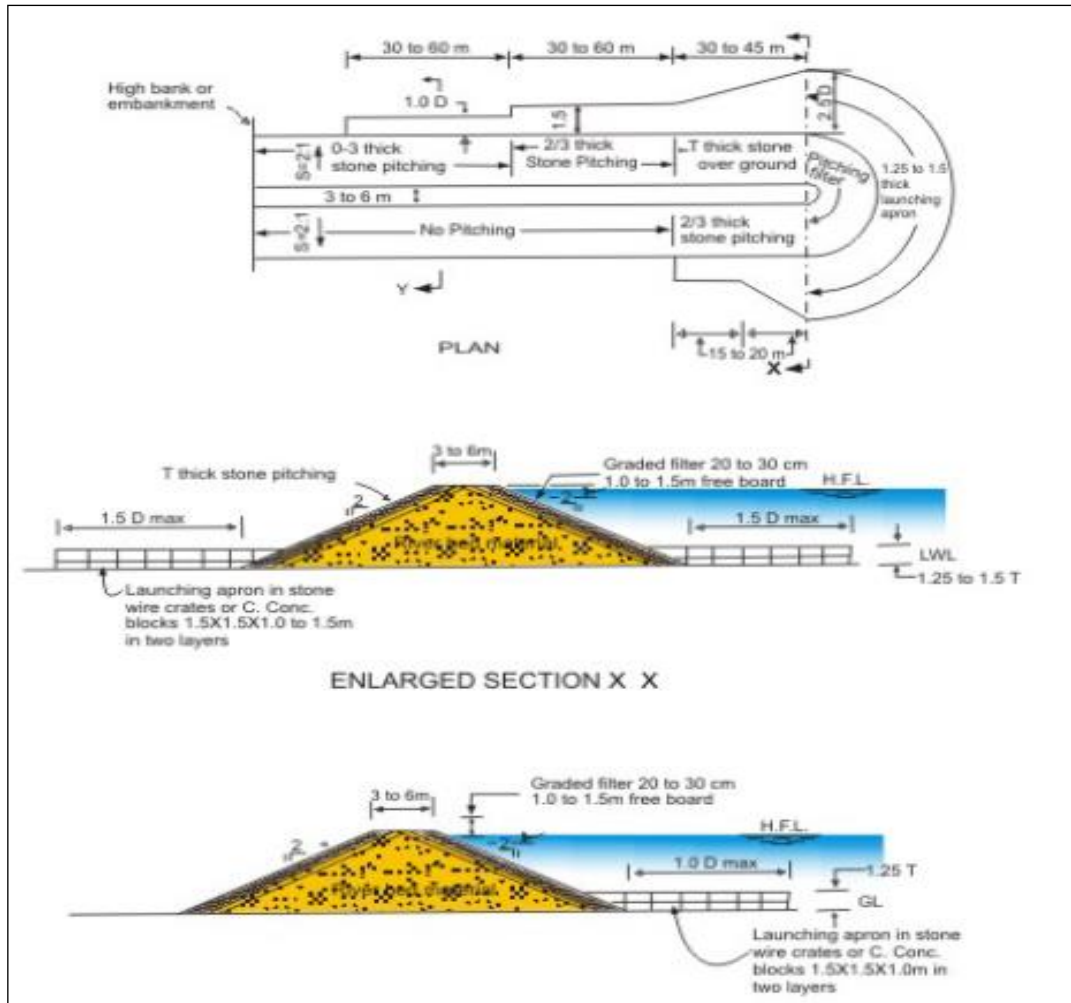 30 to 60 m
30 to 60 m
30 to 45 m
High bank or
embankment
1.0 D
1.5
2.5 D
S=2:1
0-3 thick
stone pitching
2/3 thick
Stone Pitching
T thick stone
over ground
Pitching
filter
1.25 to 1.5
thick
launching
apron
3 to 6 m
S=2:1
No Pitching
2/3 thick
stone pitching
Y
PLAN
15 to 20 m
X
3 to 6m
T thick stone pitching
Graded filter 20 to 30 cm
1.0 to 1.5m free board
H.F.L.
2
2
1.5 D max
1.5 D max
material
LWL
1.25 to 1.5 T
Launching apron in stone
wire crates or C. Conc.
blocks 1.5X1.5X1.0 to 1.5m
in two layers
ENLARGED SECTION X X
Graded filter 20 to 30 cm
1.0 to 1.5m free board
3 to 6m
H.F.L.
2
2
1.0 D max
1.25 T
material
GL
Launching apron in stone
wire crates or C. Conc.
blocks 1.5X1.5X1.0m in
two layers